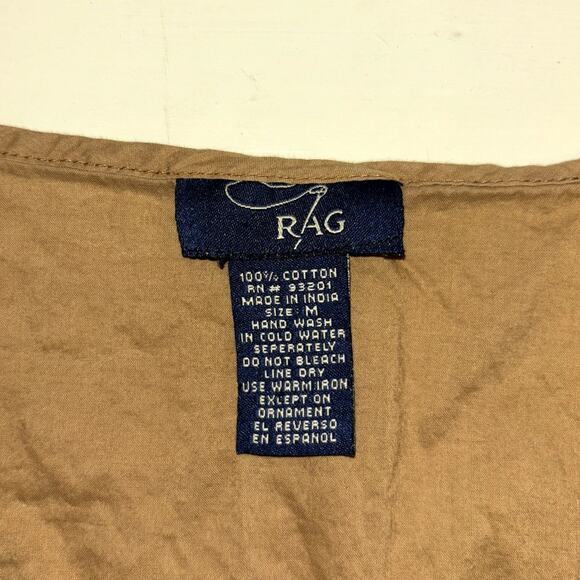 RAG
100% COTTON
RN # 93201
MADE IN INDIA
SIZE: M
HAND WASH
IN COLD WATER
SEPERATELY
DO NOT BLEACH
LINE DRY
USE WARM IRON
EXCEPT ON
ORNAMENT
EL REVERSO
EN ESPANOL